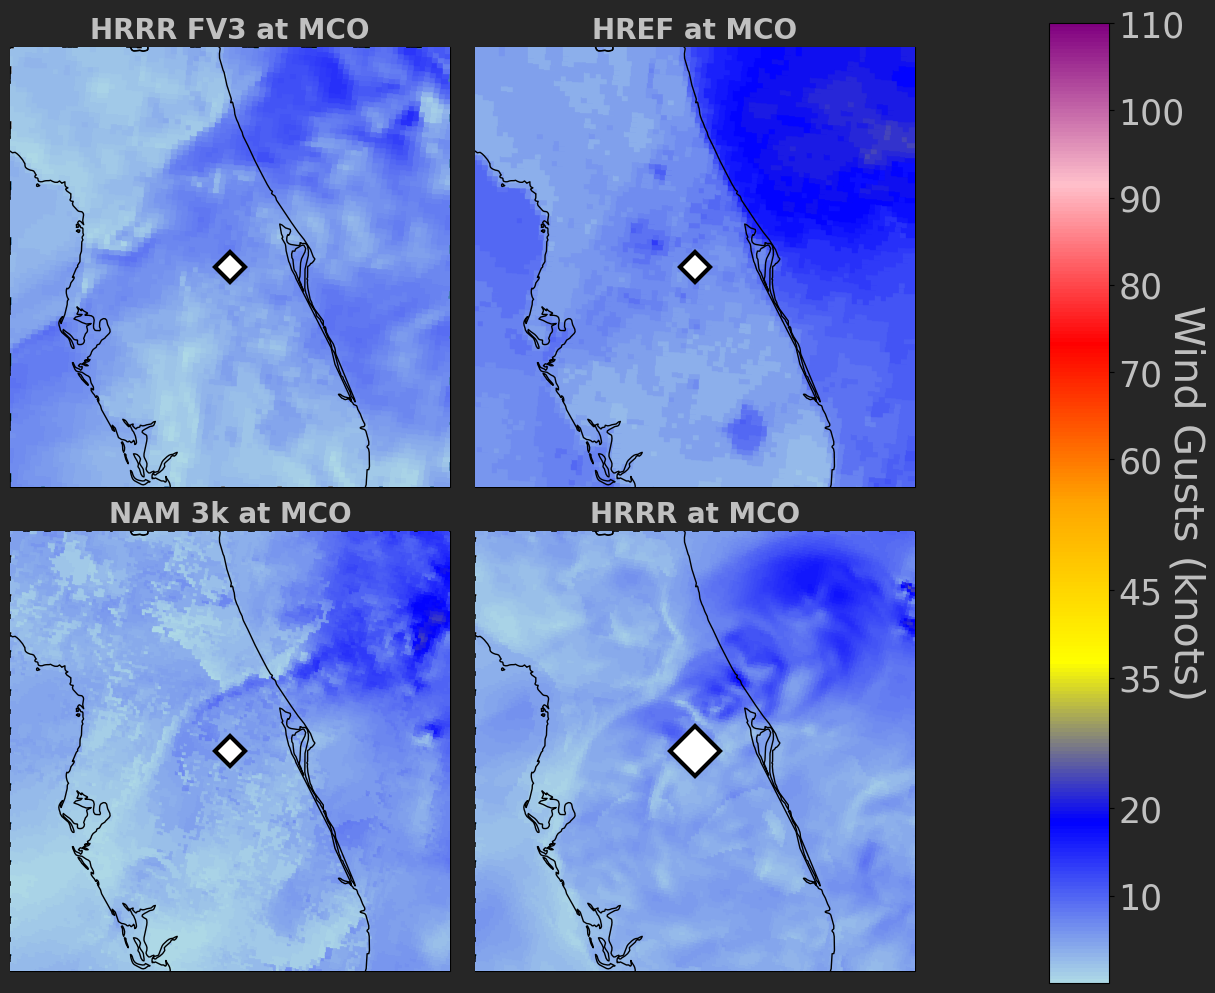 HRRR FV3 at MCO
HREF at MCO
NAM 3k at MCO
HRRR at MCO
110
100
90
80
70
60
45
35
20
10
Wind Gusts (knots)